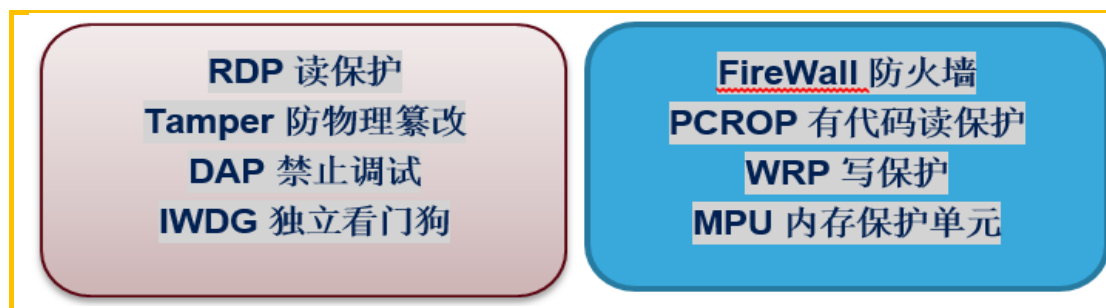 RDP 读保护
Tamper 防物理篡改
DAP 禁止调试
IWDG 独立看门狗
FireWall 防火墙
PCROP 有代码读保护
WRP 写保护
MPU 内存保护单元